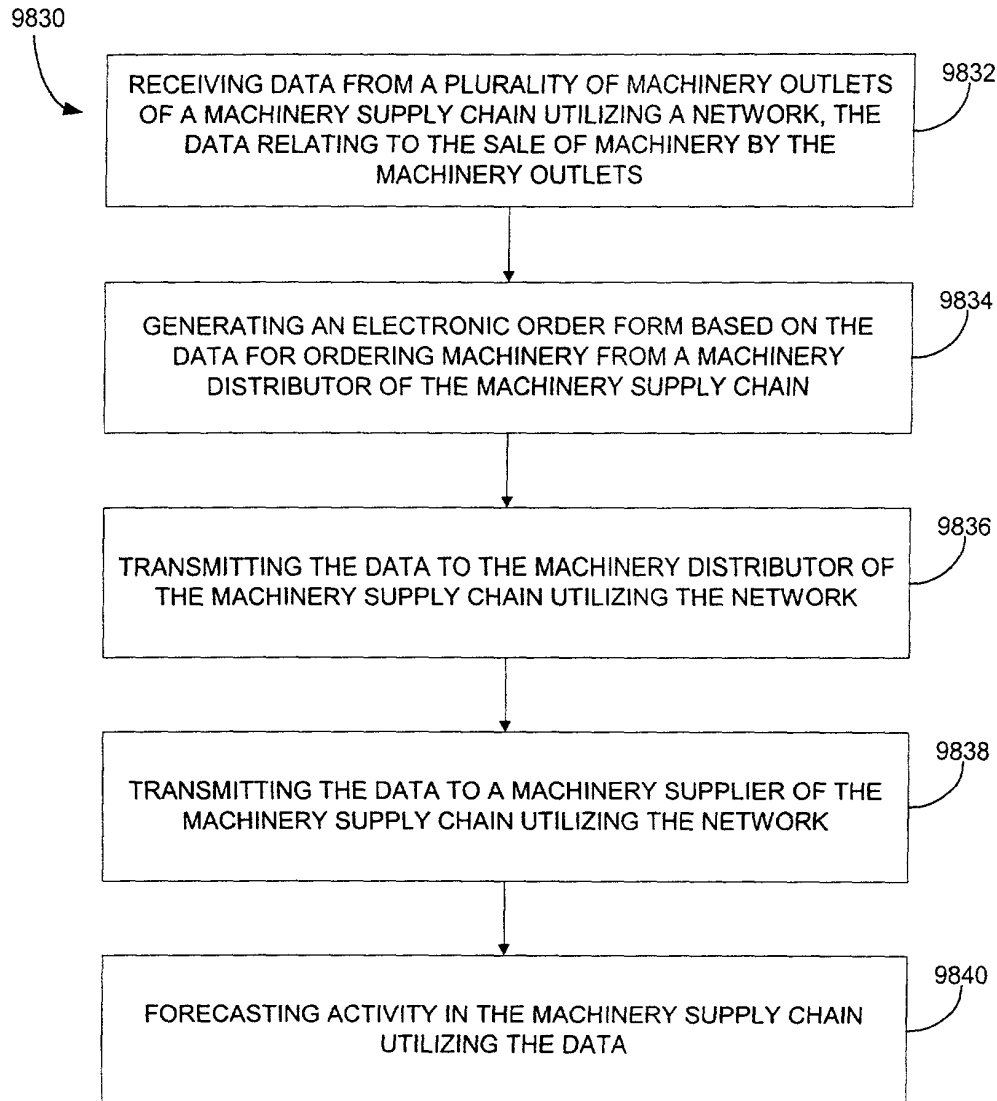 9830
RECEIVING DATA FROM A PLURALITY OF MACHINERY OUTLETS
OF A MACHINERY SUPPLY CHAIN UTILIZING A NETWORK, THE
DATA RELATING TO THE SALE OF MACHINERY BY THE
MACHINERY OUTLETS
9832
GENERATING AN ELECTRONIC ORDER FORM BASED ON THE
DATA FOR ORDERING MACHINERY FROM A MACHINERY
DISTRIBUTOR OF THE MACHINERY SUPPLY CHAIN
9834
TRANSMITTING THE DATA TO THE MACHINERY DISTRIBUTOR OF
THE MACHINERY SUPPLY CHAIN UTILIZING THE NETWORK
9836
TRANSMITTING THE DATA TO A MACHINERY SUPPLIER OF THE
MACHINERY SUPPLY CHAIN UTILIZING THE NETWORK
9838
FORECASTING ACTIVITY IN THE MACHINERY SUPPLY CHAIN
UTILIZING THE DATA
9840